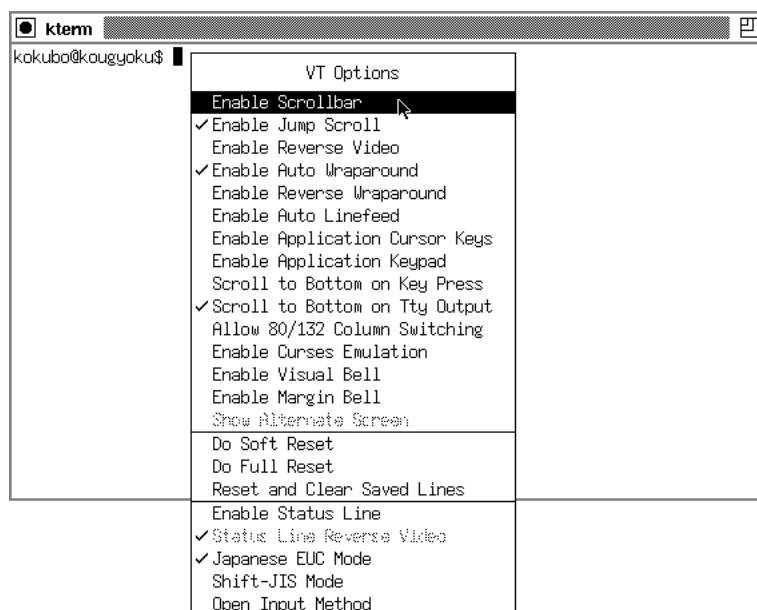 kterm
kokubo@kougyoku$
VT Options
Enable Scrollbar
Enable Jump Scroll
Enable Reverse Video
Enable Auto Wraparound
Enable Reverse Wraparound
Enable Auto Linefeed
Enable Application Cursor Keys
Enable Application Keypad
Scroll to Bottom on Key Press
Scroll to Bottom on Tty Output
Allow 80/132 Column Switching
Enable Curses Emulation
Enable Visual Bell
Enable Margin Bell
Show Alternate Screen
Do Soft Reset
Do Full Reset
Reset and Clear Saved Lines
Enable Status Line
Status Line Reverse Video
Japanese EUC Mode
Shift-JIS Mode
Open Input Method